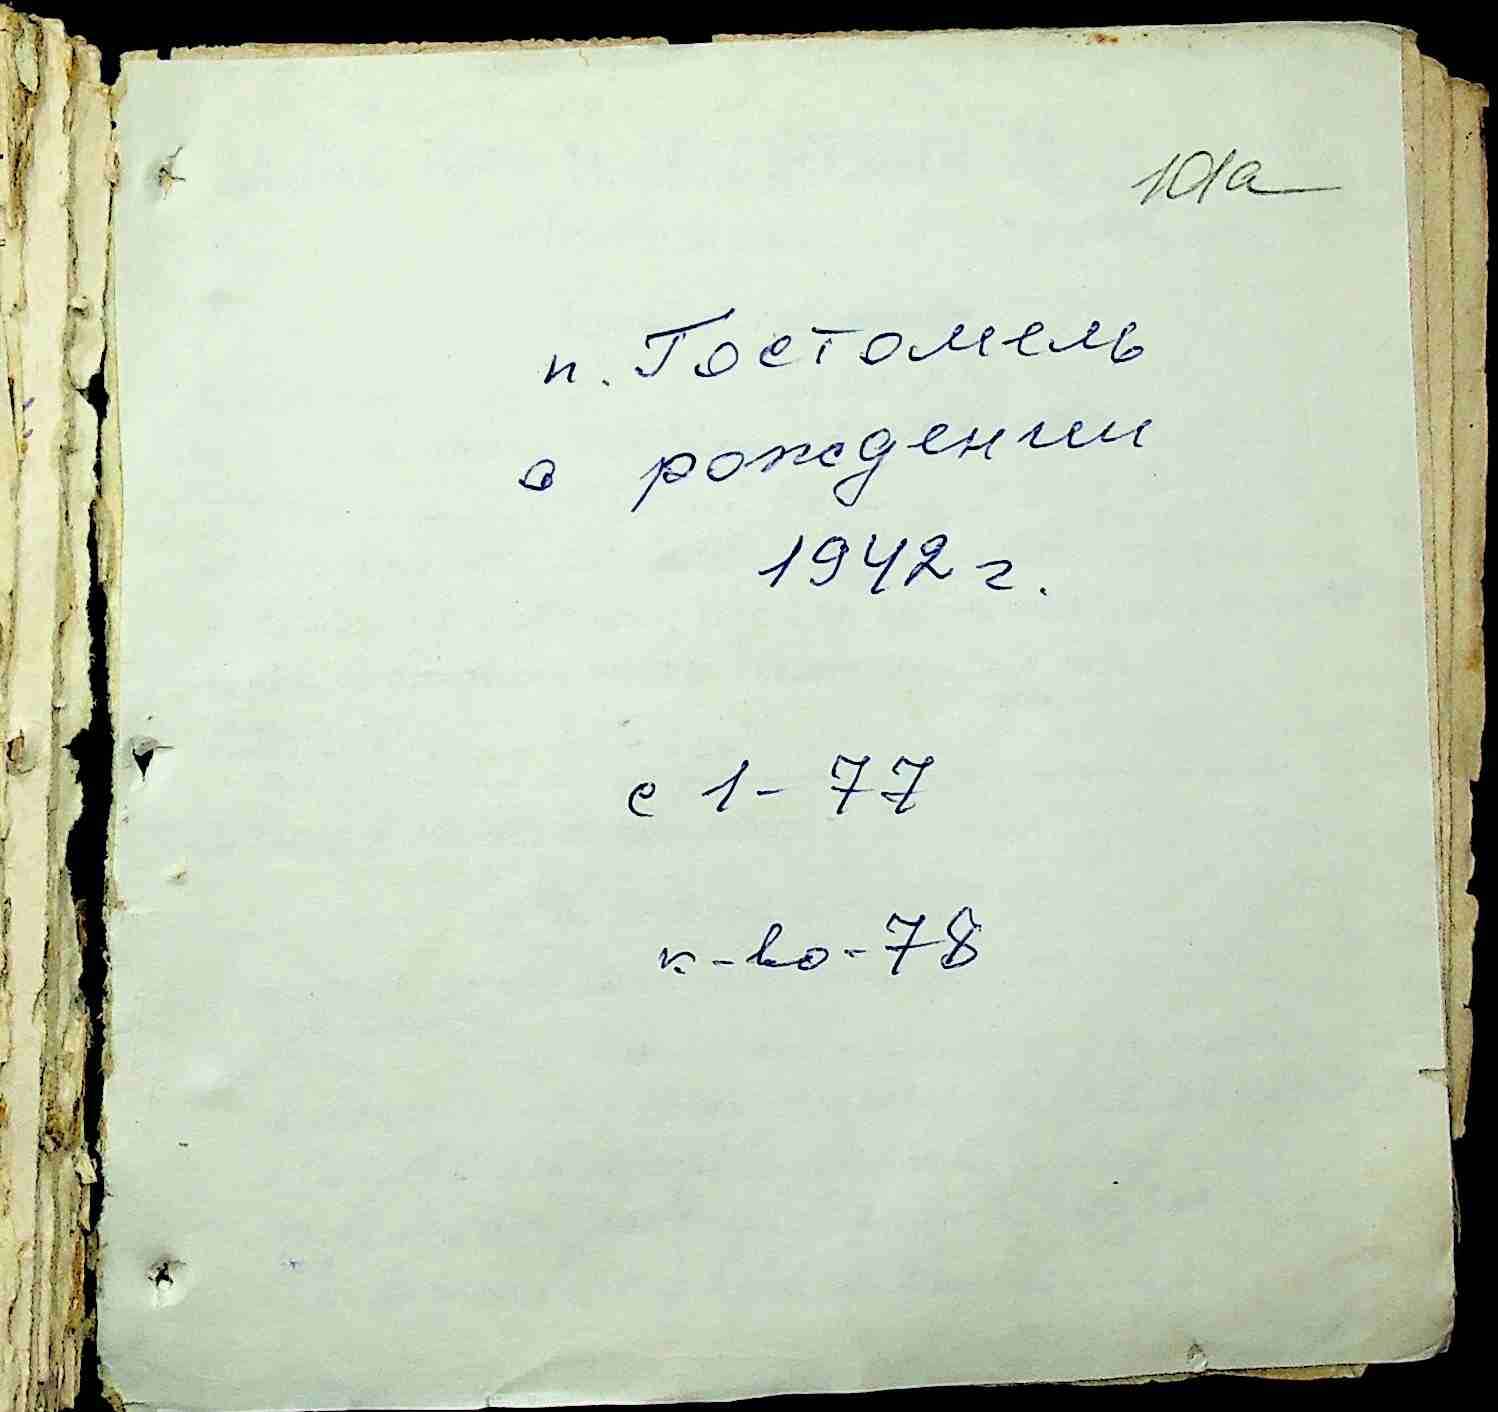 101а
п. Гостомель
о рождении
1942 г.
с 1 - 77
к-во - 78